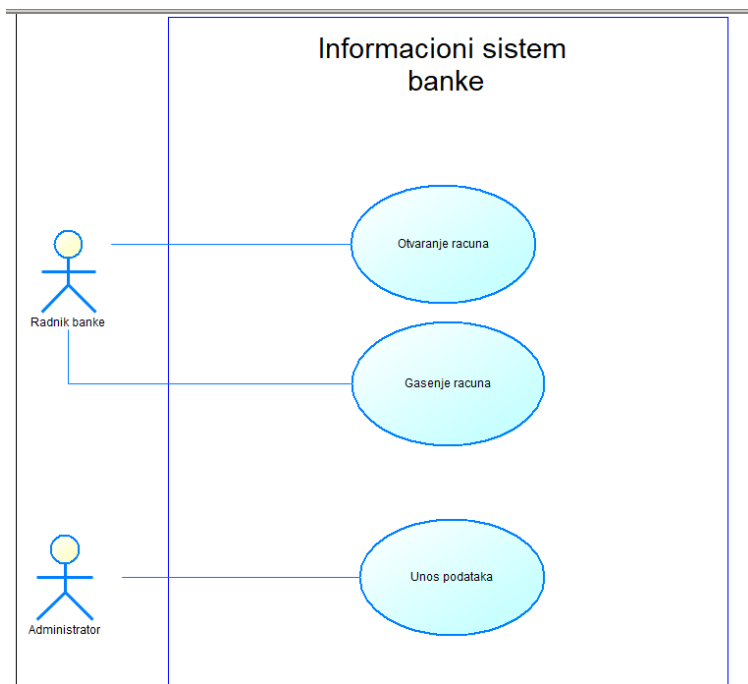 Informacioni sistem
banke
Otvaranje racuna
Radnik banke
Gasenje racuna
Unos podataka
Administrator